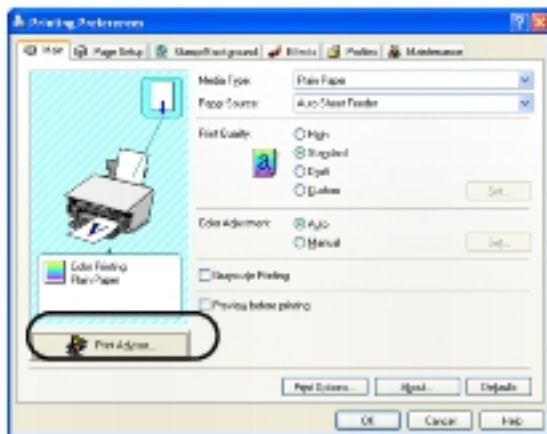 Printing Preferences
Main Page Setup Stamp/Background Effects Profiles Maintenance
Media Type: Plain Paper
Paper Source: Auto Sheet Feeder
Print Quality: High
Standard
Draft
Custom Set...
Color Adjustment: Auto
Manual Set...
Color Printing
Plain Paper
Grayscale Printing
Preview before printing
Print Advisor...
Print Options... About... Defaults
OK Cancel Help